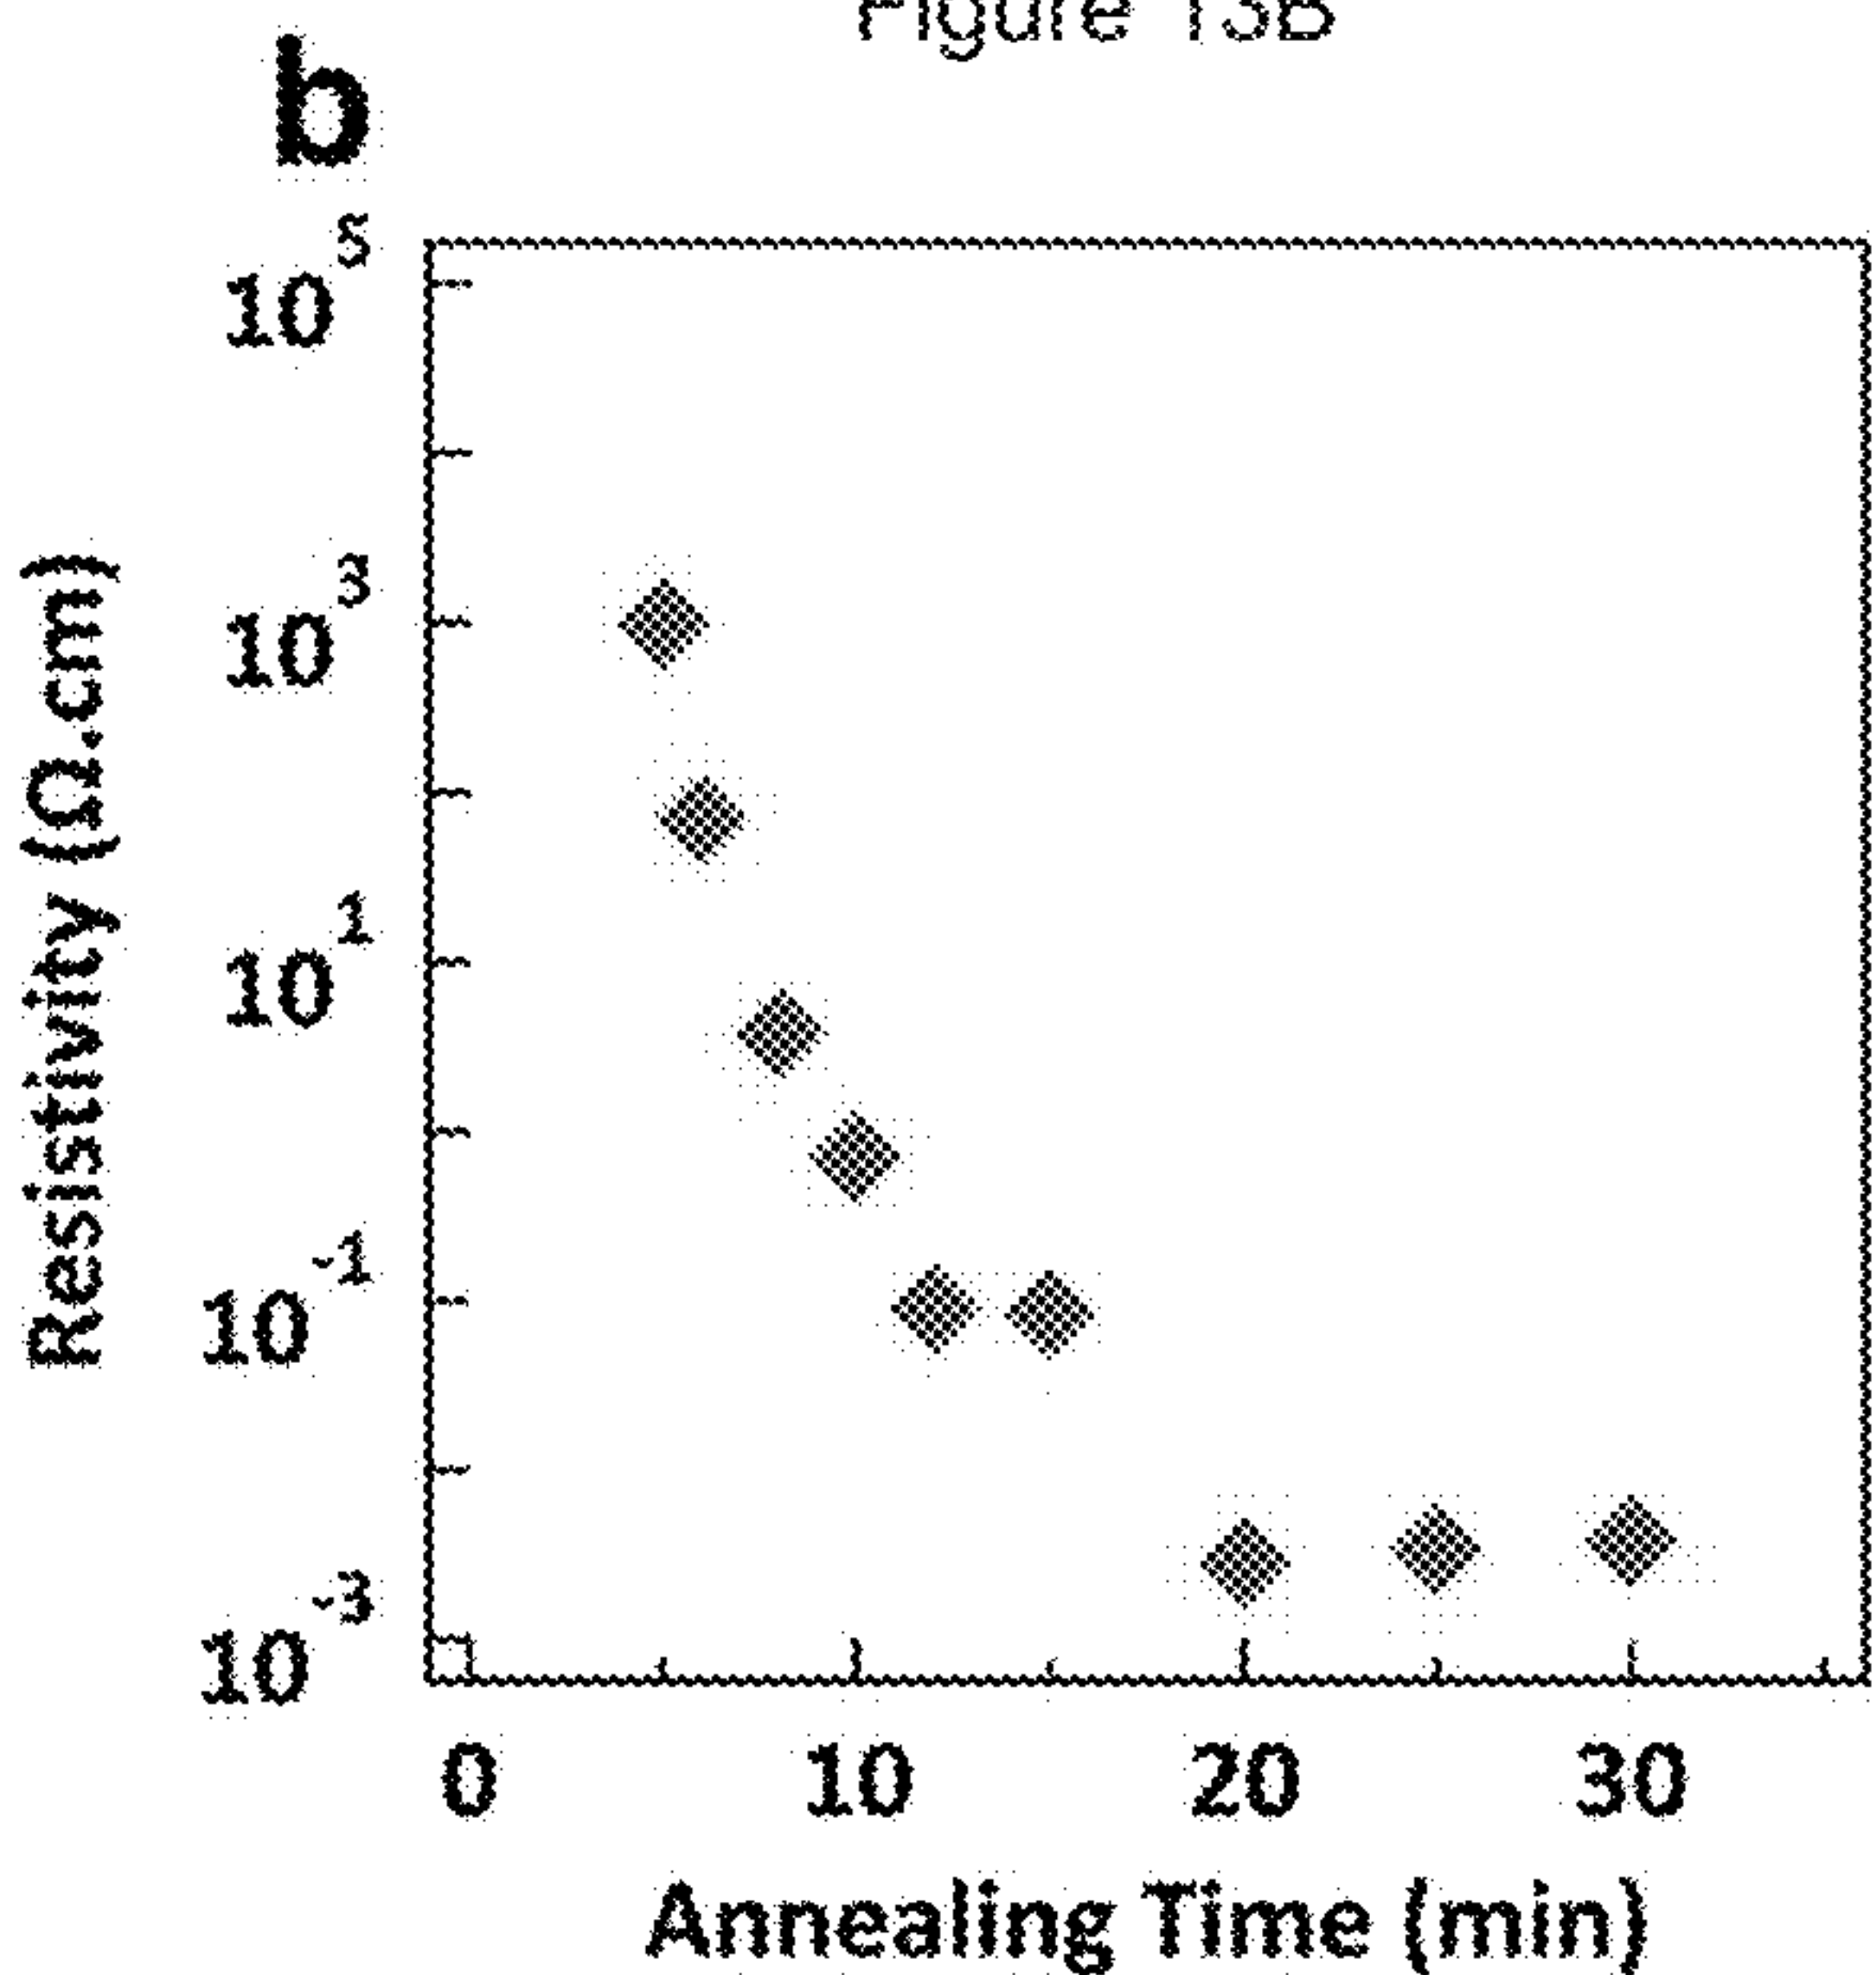 Figure 13B
b
10^5
10^3
10^1
10^-1
10^-3
Resistivity (Ω.cm)
0 10 20 30
Annealing Time (min)